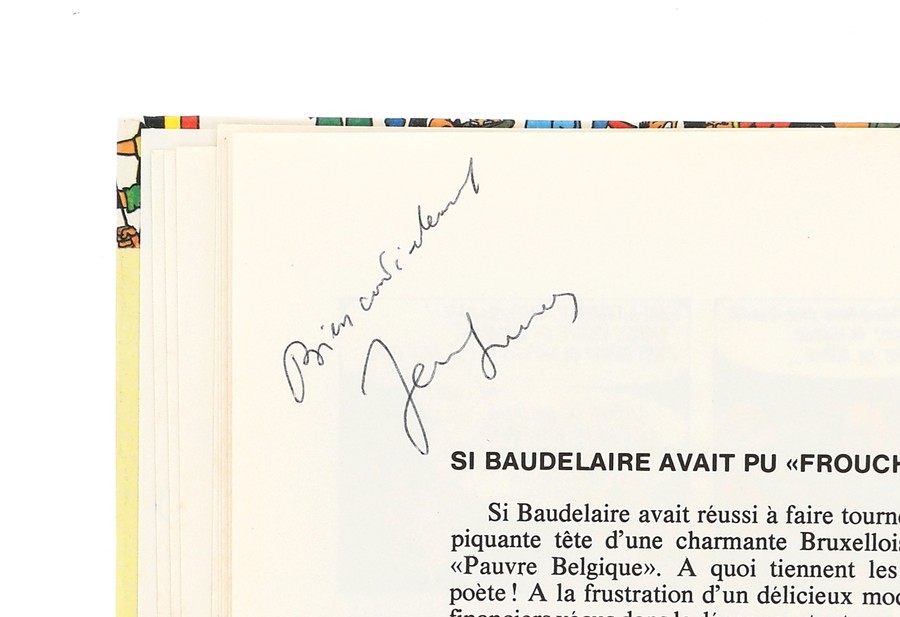 Bien cordialement
SI BAUDELAIRE AVAIT PU «FROUCH
Si Baudelaire avait réussi à faire tourne
piquante tête d'une charmante Bruxellois
«Pauvre Belgique». A quoi tiennent les
poète! A la frustration d'un délicieux mod